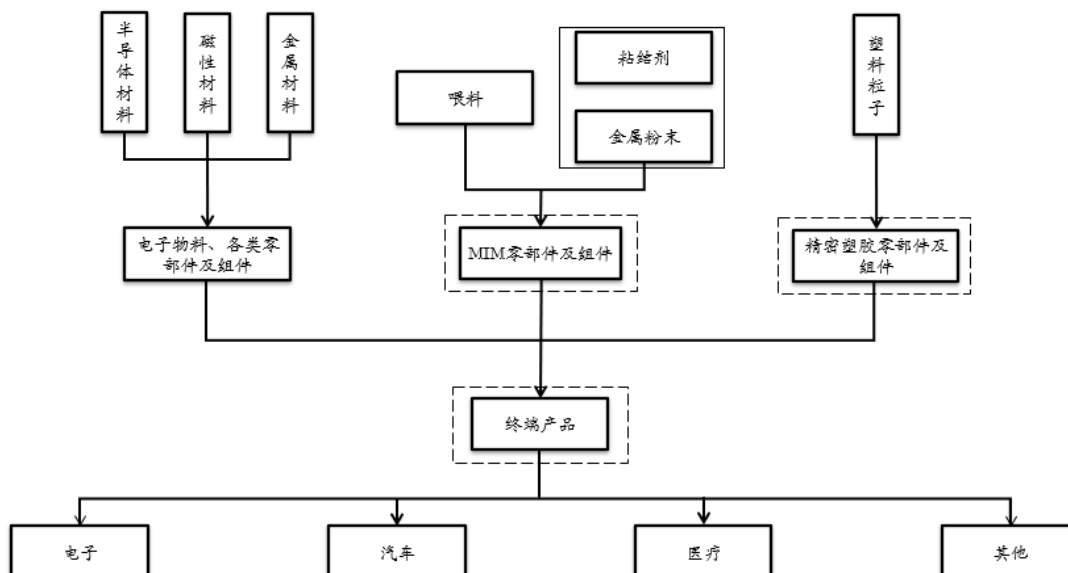 半导体材料
磁性材料
金属材料
喂料
粘结剂
金属粉末
塑料粒子
电子物料、各类零
部件及组件
MIM零部件及组件
精密塑胶零部件及
组件
终端产品
电子
汽车
医疗
其他